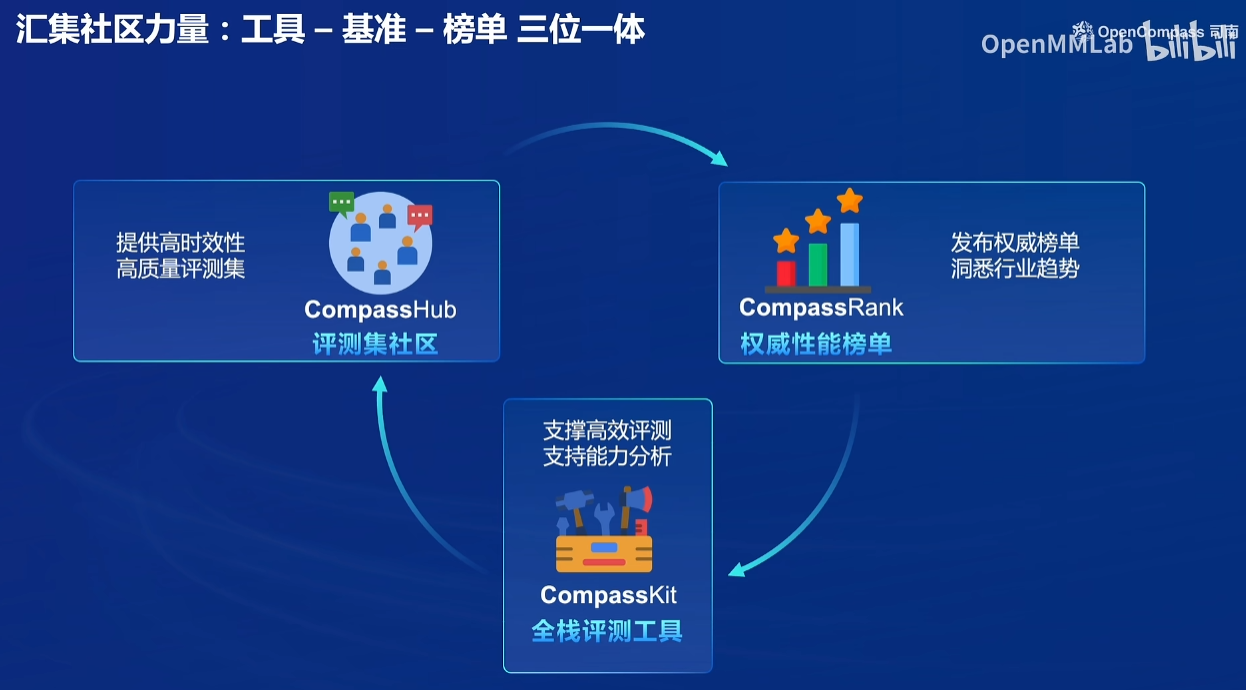 汇集社区力量：工具 – 基准 – 榜单 三位一体
OpenCompass 司南
OpenMMLab bilibili
提供高时效性
高质量评测集
CompassHub
评测集社区
发布权威榜单
洞悉行业趋势
CompassRank
权威性能榜单
支撑高效评测
支持能力分析
CompassKit
全栈评测工具